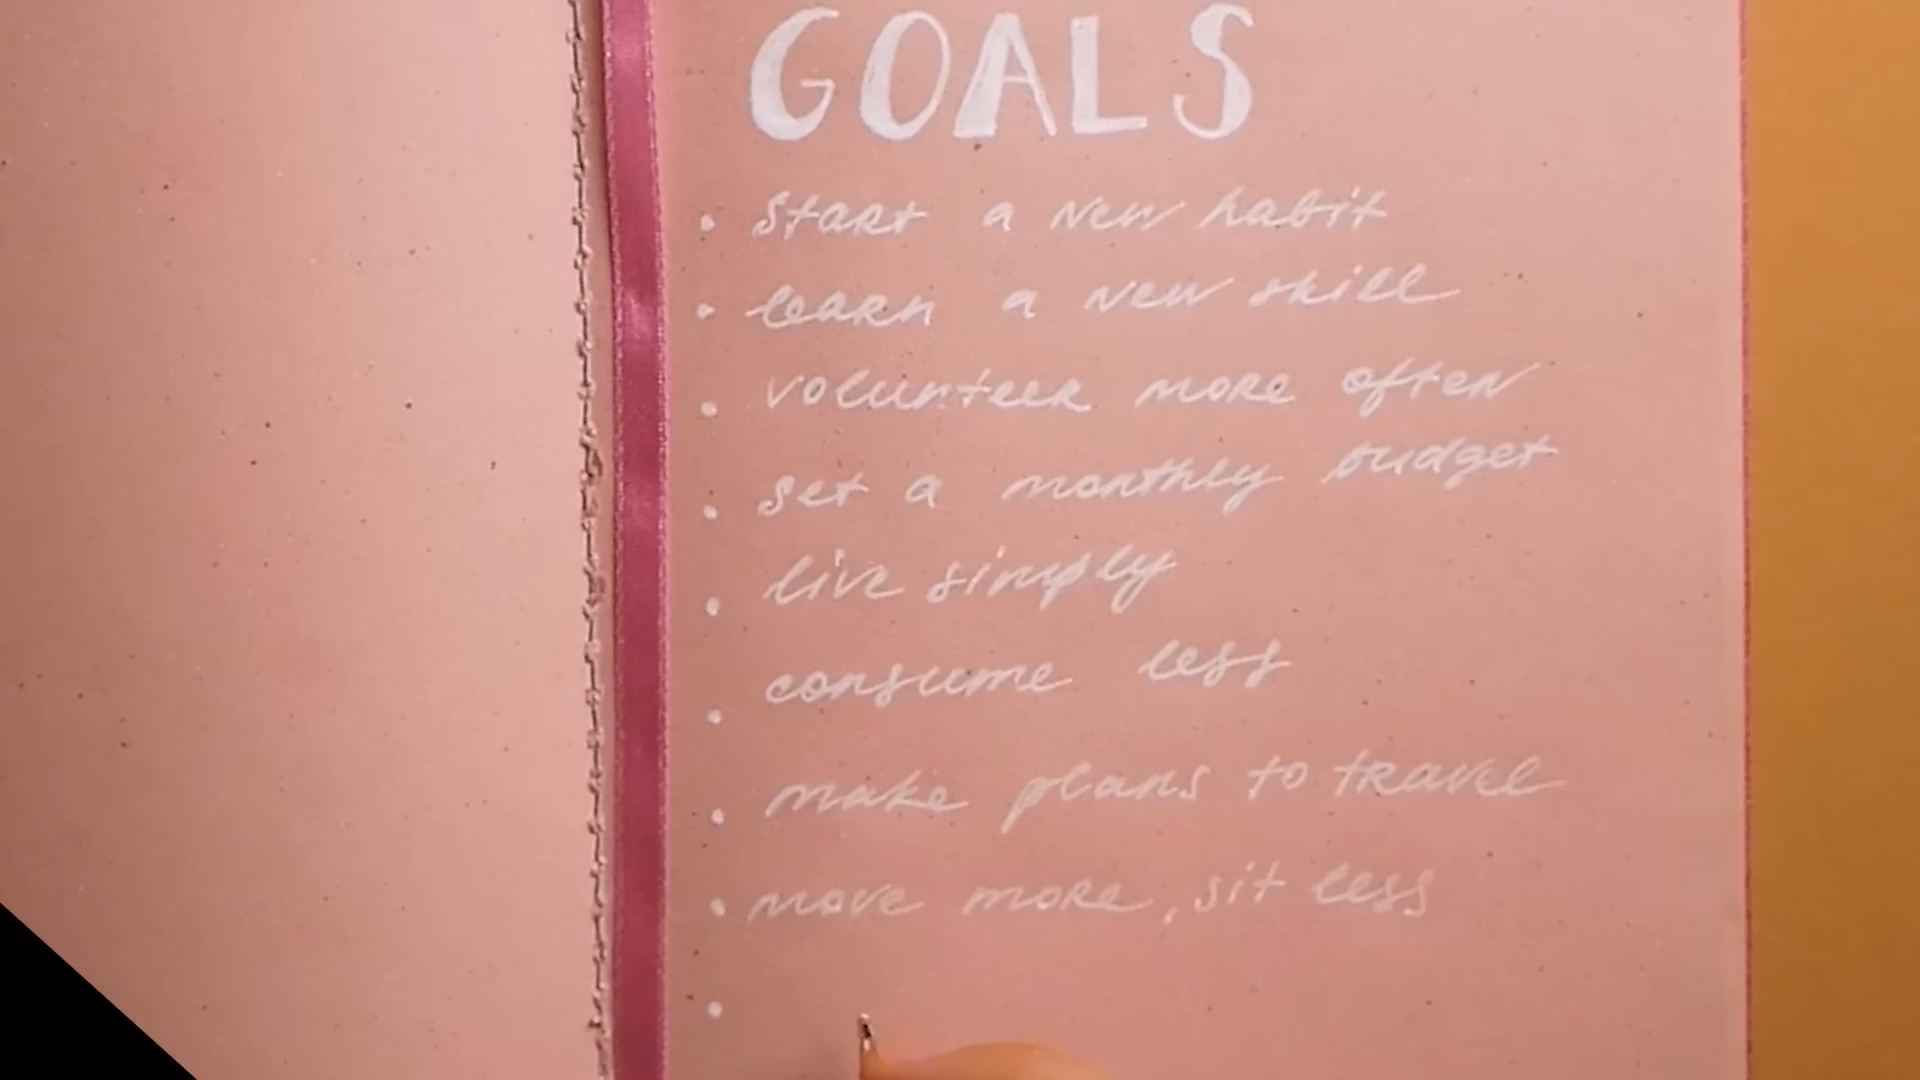 GOALS
• start a new habit
• learn a new skill
• volunteer more often
• set a monthly budget
• live simply
• consume less
• make plans to travel
• move more, sit less
•